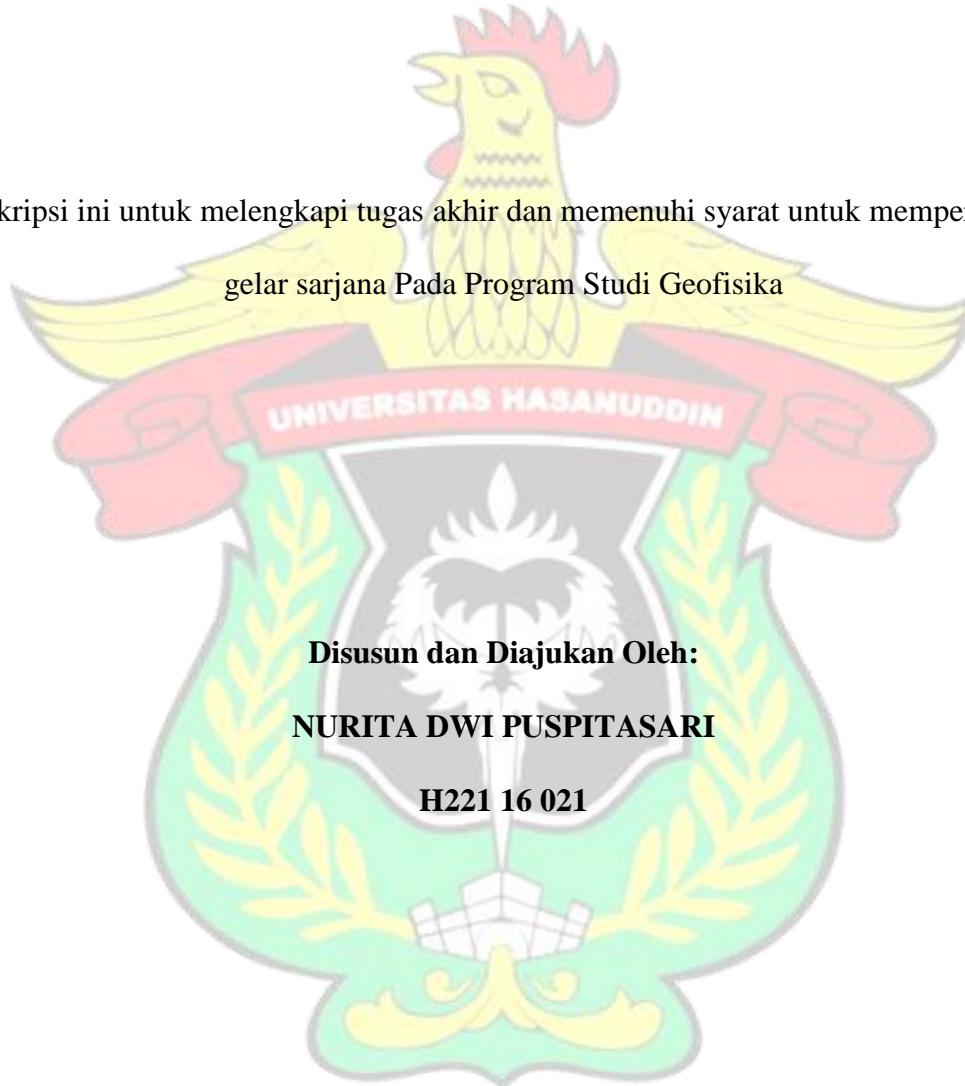 kripsi ini untuk melengkapi tugas akhir dan memenuhi syarat untuk mempe
gelar sarjana Pada Program Studi Geofisika
UNIVERSITAS HASANUDDIN
Disusun dan Diajukan Oleh:
NURITA DWI PUSPITASARI
H221 16 021